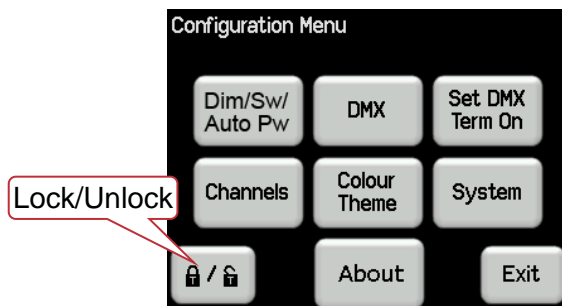 Configuration Menu
Dim/Sw/
Auto Pw
DMX
Set DMX
Term On
Channels
Colour
Theme
System
Lock/Unlock
/
About
Exit